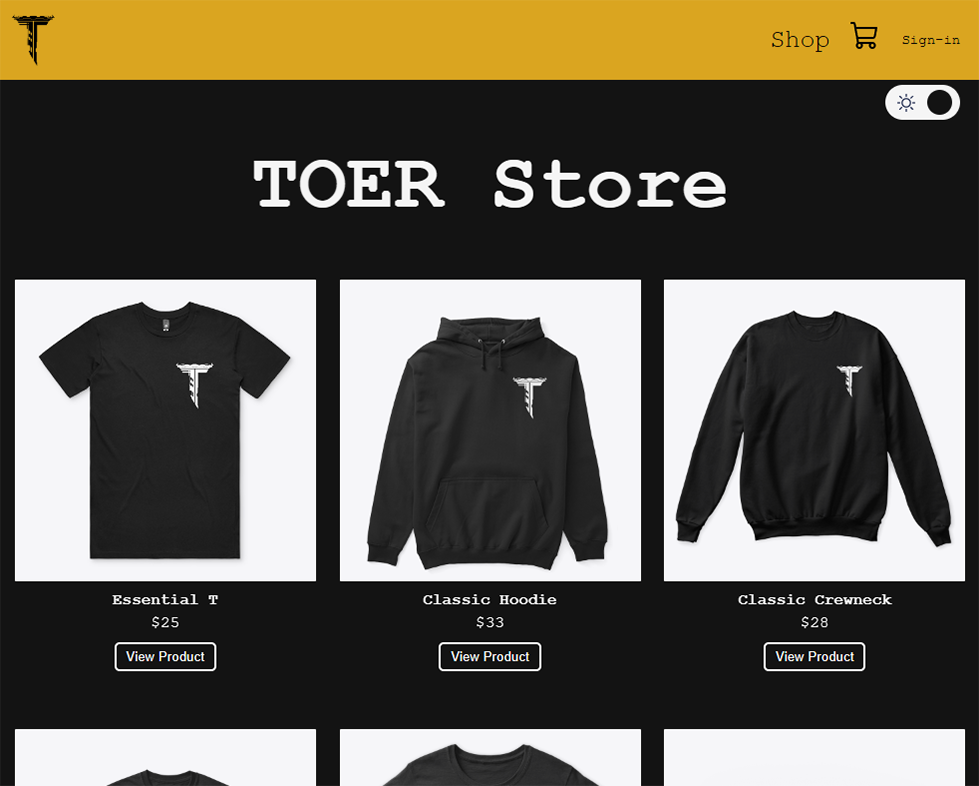 T
Shop
Sign-in
TOER Store
T
T
T
Essential T
Classic Hoodie
Classic Crewneck
$25
$33
$28
View Product
View Product
View Product